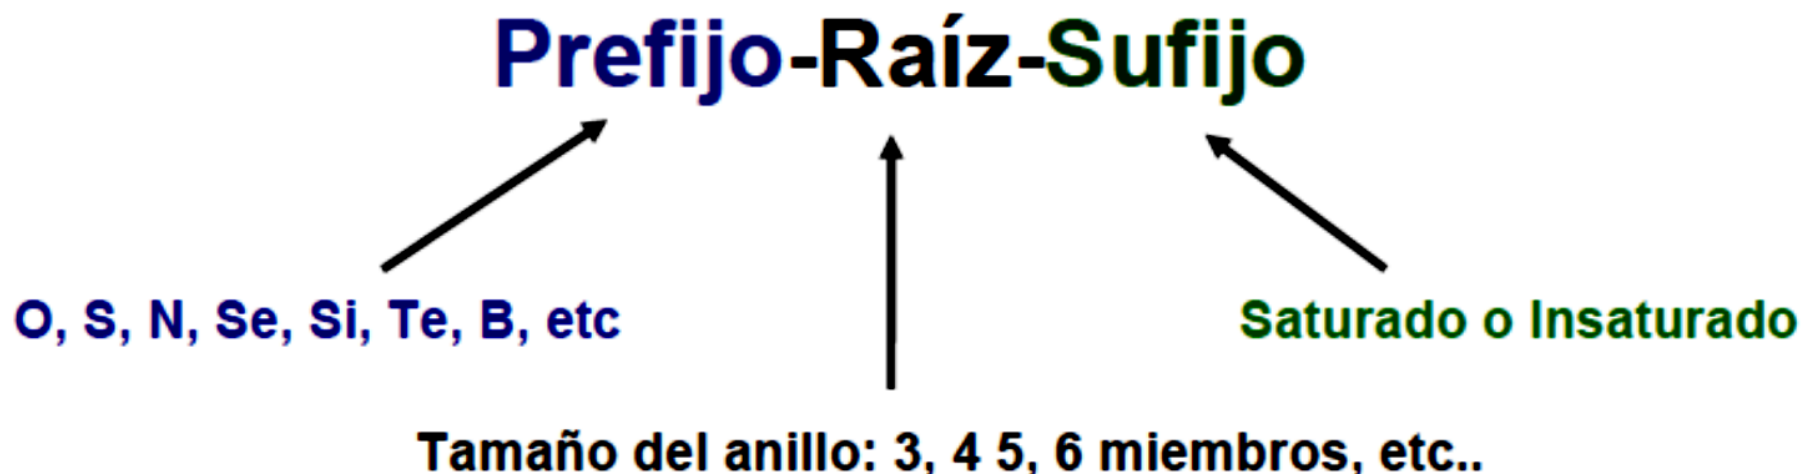 Prefijo-Raíz-Sufijo
O, S, N, Se, Si, Te, B, etc
Saturado o Insaturado
Tamaño del anillo: 3, 4 5, 6 miembros, etc..